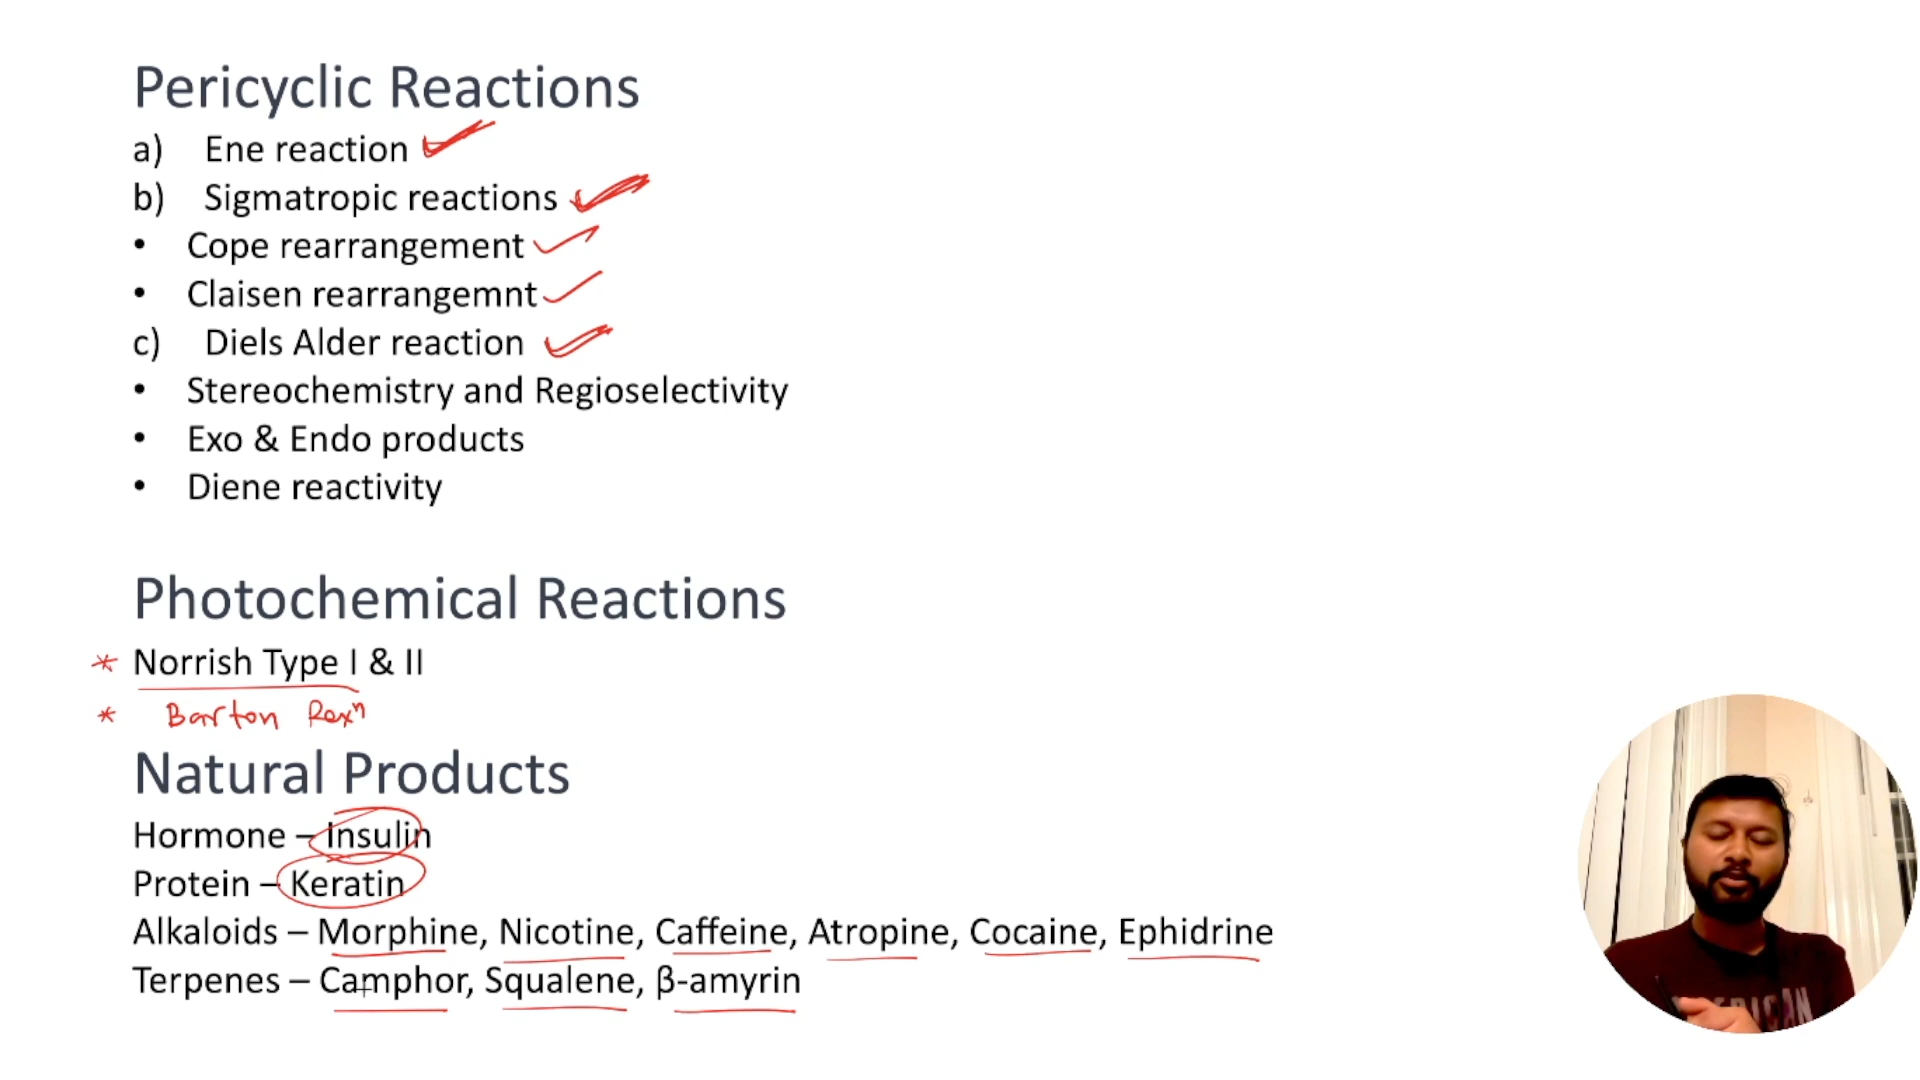 Pericyclic Reactions
a) Ene reaction
b) Sigmatropic reactions
• Cope rearrangement
• Claisen rearrangemnt
c) Diels Alder reaction
• Stereochemistry and Regioselectivity
• Exo & Endo products
• Diene reactivity
Photochemical Reactions
* Norrish Type I & II
* Barton Rexⁿ
Natural Products
Hormone – Insulin
Protein – Keratin
Alkaloids – Morphine, Nicotine, Caffeine, Atropine, Cocaine, Ephidrine
Terpenes – Camphor, Squalene, β-amyrin